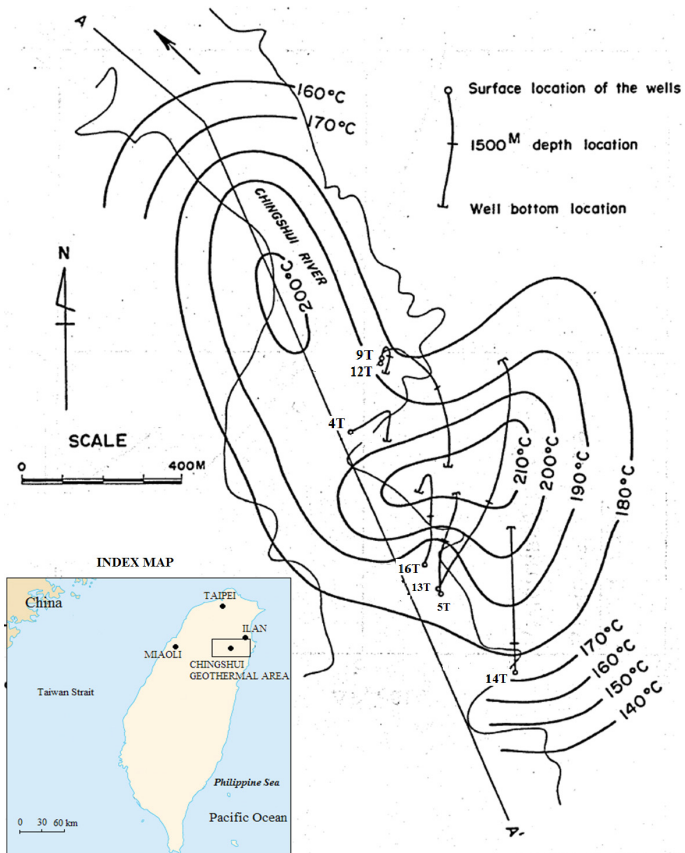 A
160°C
170°C
Surface location of the wells
1500M depth location
Well bottom location
CHINGSHUI RIVER
200°C
N
9T
12T
4T
SCALE
0 400M
210°C
200°C
190°C
180°C
16T
13T
5T
14T
170°C
160°C
150°C
140°C
A'
INDEX MAP
China
TAIPEI
ILAN
MIAOLI
CHINGSHUI
GEOTHERMAL AREA
Taiwan Strait
Philippine Sea
Pacific Ocean
0 30 60 km